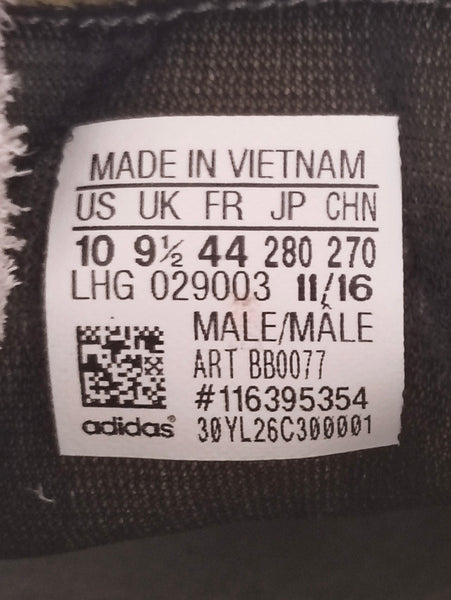 MADE IN VIETNAM
US UK FR JP CHN
10 9½ 44 280 270
LHG 029003 11/16
MALE/MALE
ART BB0077
#116395354
adidas® 30YL26C300001